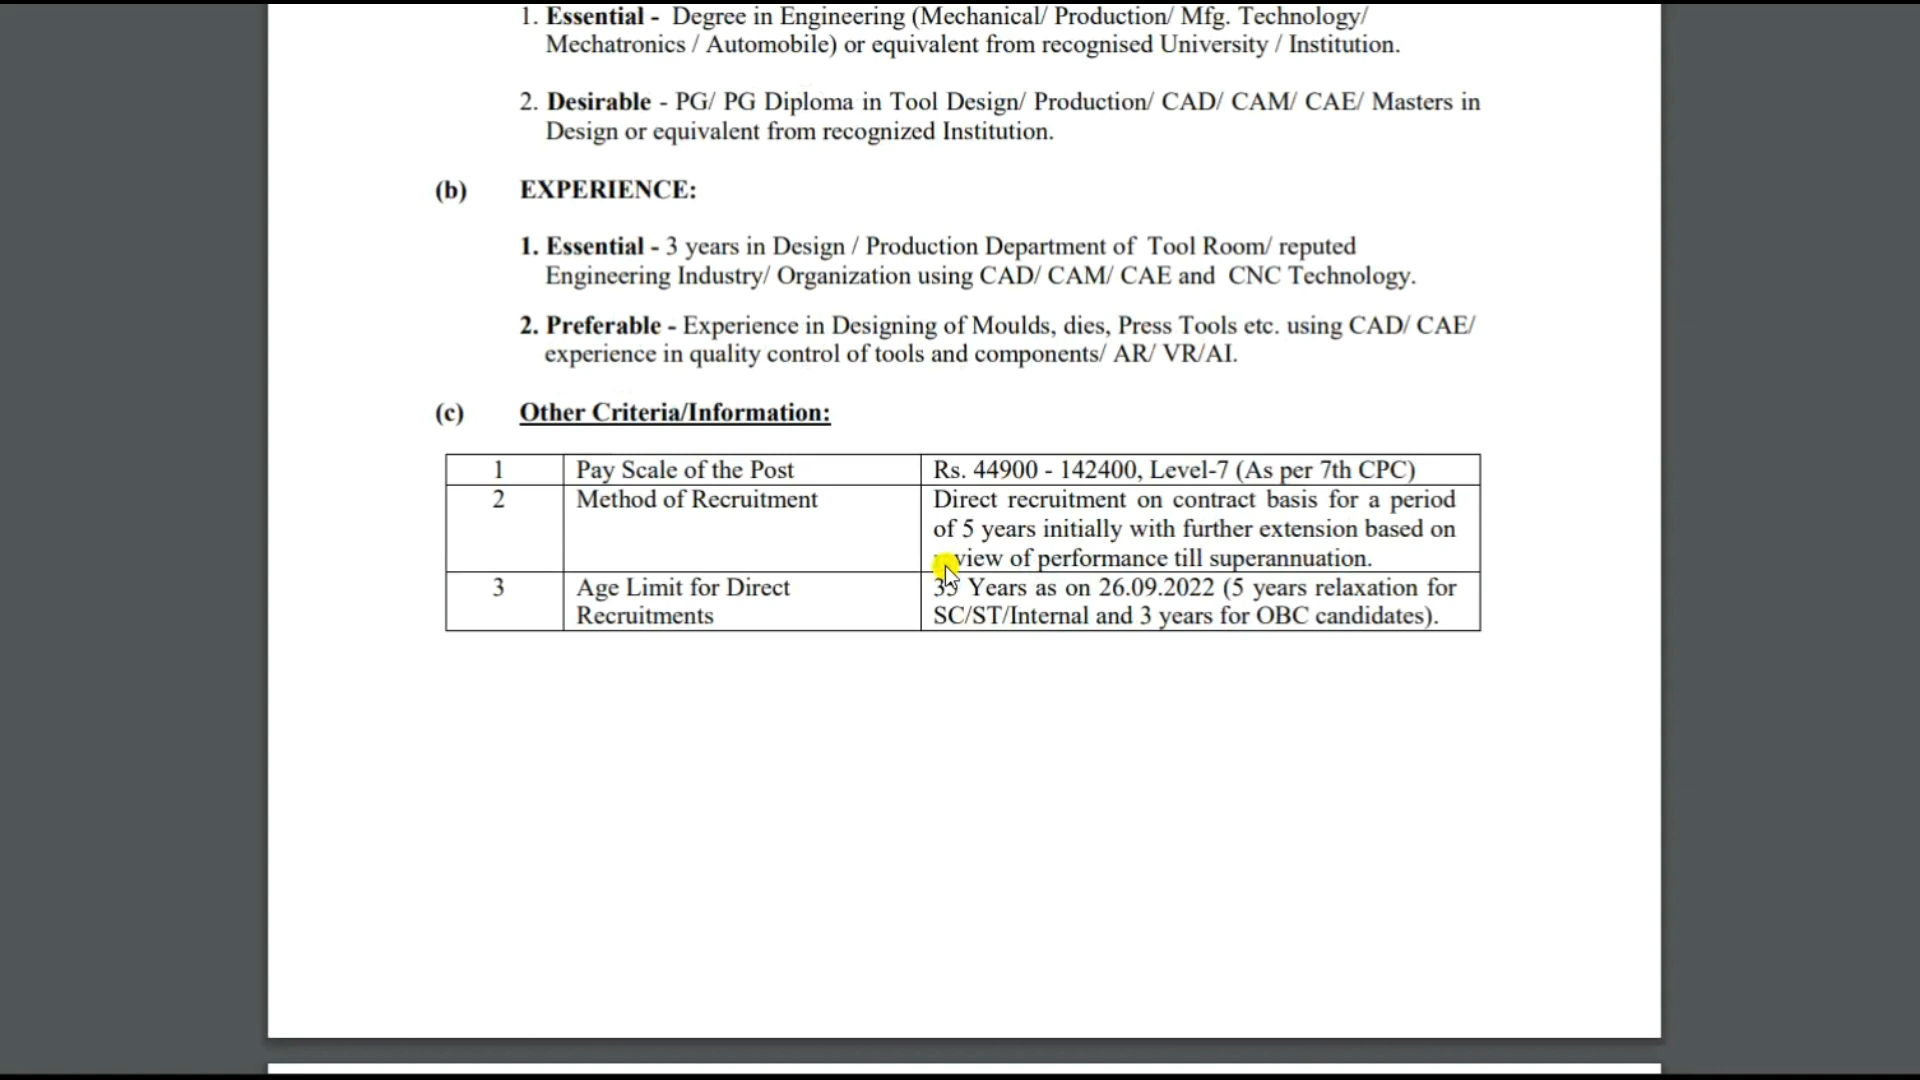 1. Essential - Degree in Engineering (Mechanical/ Production/ Mfg. Technology/
Mechatronics / Automobile) or equivalent from recognised University / Institution.
2. Desirable - PG/ PG Diploma in Tool Design/ Production/ CAD/ CAM/ CAE/ Masters in
Design or equivalent from recognized Institution.
(b) EXPERIENCE:
1. Essential - 3 years in Design / Production Department of Tool Room/ reputed
Engineering Industry/ Organization using CAD/ CAM/ CAE and CNC Technology.
2. Preferable - Experience in Designing of Moulds, dies, Press Tools etc. using CAD/ CAE/
experience in quality control of tools and components/ AR/ VR/AI.
(c) Other Criteria/Information:
1 Pay Scale of the Post Rs. 44900 - 142400, Level-7 (As per 7th CPC)
2 Method of Recruitment Direct recruitment on contract basis for a period
of 5 years initially with further extension based on
of performance till superannuation.
3 Age Limit for Direct Years as on 26.09.2022 (5 years relaxation for
Recruitments SC/ST/Internal and 3 years for OBC candidates).